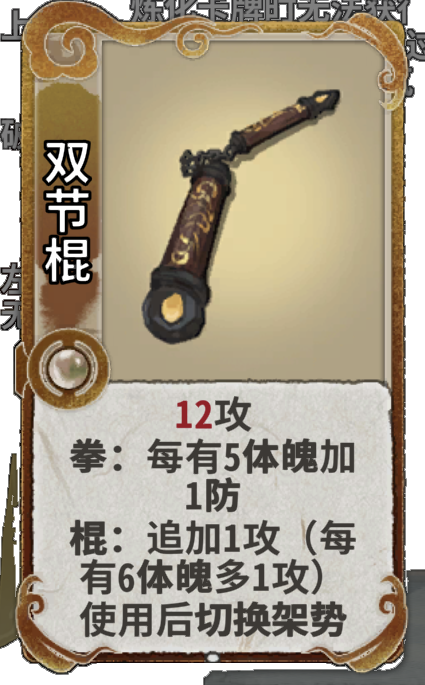 双节棍
12攻
拳：每有5体魄加
1防
棍：追加1攻（每
有6体魄多1攻）
使用后切换架势